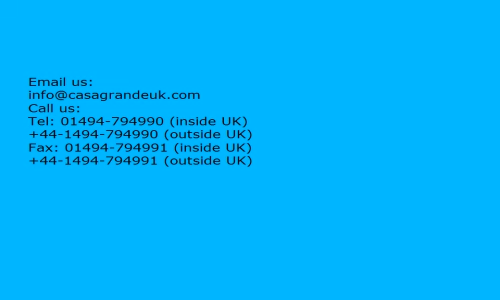 Email us:
info@casagrandeuk.com
Call us:
Tel: 01494-794990 (inside UK)
+44-1494-794990 (outside UK)
Fax: 01494-794991 (inside UK)
+44-1494-794991 (outside UK)